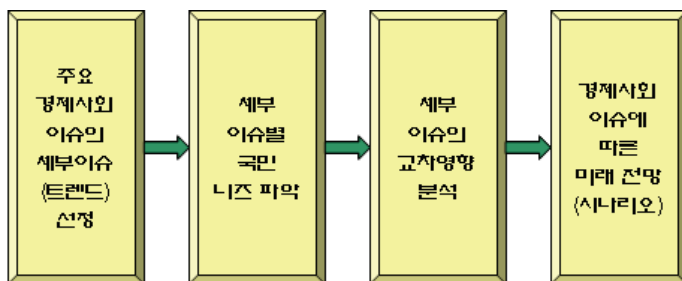 주요
경제사회
이슈의
세부이슈
(트렌드)
선정
세부
이슈별
국민
니즈 파악
세부
이슈의
교차영향
분석
경제사회
이슈에
따른
미래 전망
(시나리오)